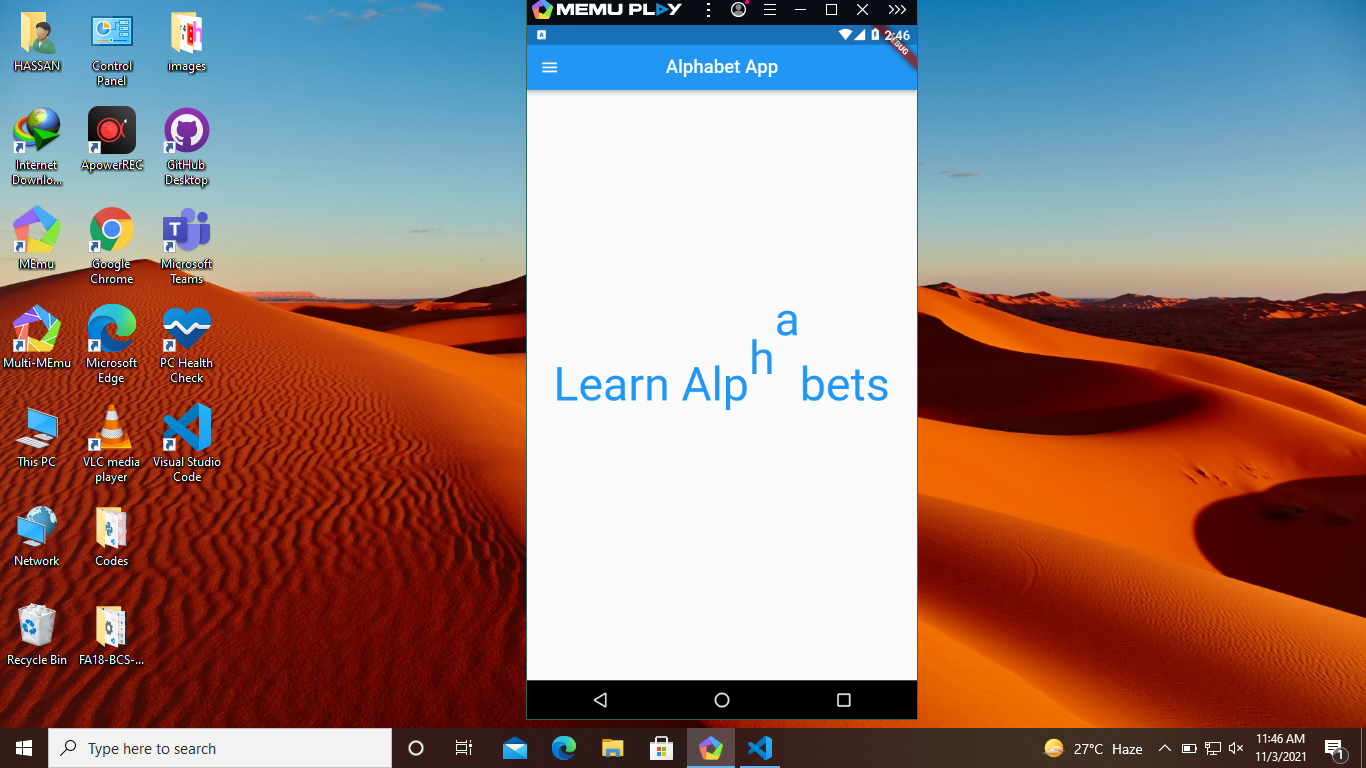 HASSAN
Control
Panel
images
Internet
Downlo...
ApowerREC
GitHub
Desktop
MEmu
Google
Chrome
Microsoft
Teams
Multi-MEmu
Microsoft
Edge
PC Health
Check
This PC
VLC media
player
Visual Studio
Code
Network
Codes
Recycle Bin
FA18-BCS-...
MEMU PLAY
A
2:46
DEBUG
Alphabet App
Learn Alphabets
Type here to search
27°C Haze
11:46 AM
11/3/2021
1